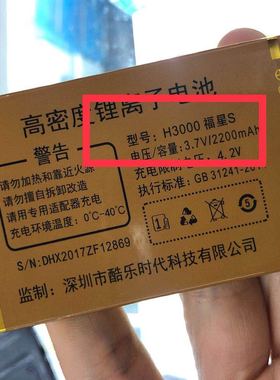 高密度锂离子电池
警告
型号: H3000 福星S
电压/容量: 3.7V/2200mAh
请勿加热和靠近火源
请勿撞自拆卸改造
请使用专用适配器充电
充电限制电压: 4.2V
执行标准: GB 31241-20
充电环境温度: 0℃-40℃
5
S/N:DHX2017ZF12869
监制: 深圳市酷乐时代科技有限公司